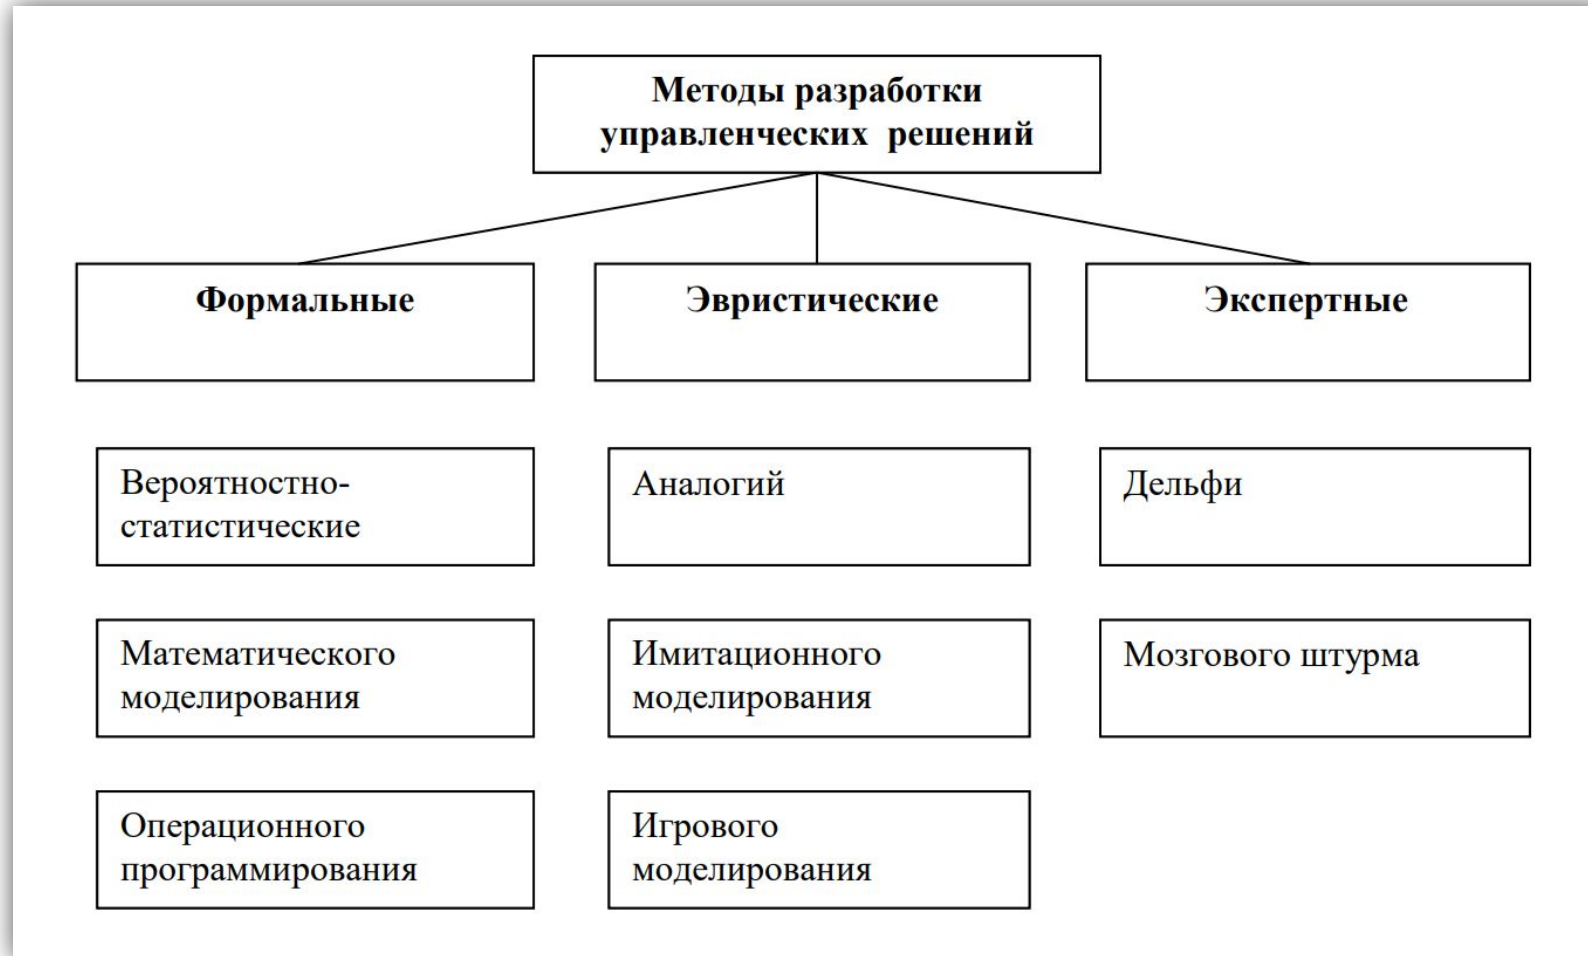 Методы разработки
управленческих решений
Формальные
Эвристические
Экспертные
Вероятностно-
статистические
Аналогий
Дельфи
Математического
моделирования
Имитационного
моделирования
Мозгового штурма
Операционного
программирования
Игрового
моделирования